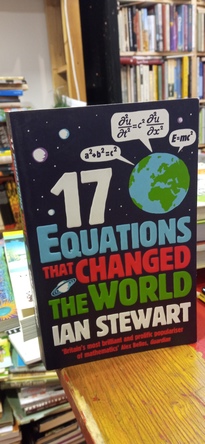 ∂²u/∂t² = c² ∂²u/∂x²
E=mc²
a²+b²=c²
17
EQUATIONS
THAT CHANGED
THE WORLD
IAN STEWART
'Britain's most brilliant and prolific populariser
of mathematics' Alex Bellos, Guardian